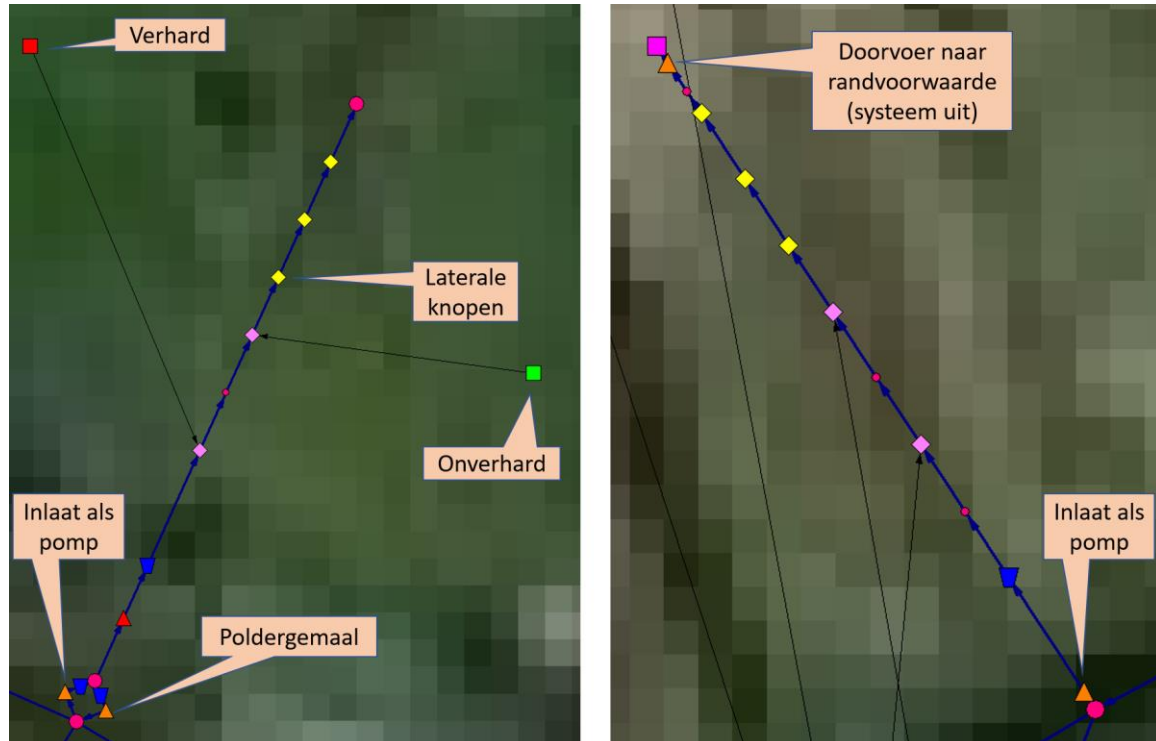 Verhard
Laterale
knopen
Onverhard
Inlaat als
pomp
Poldergemaal
Doorvoer naar
randvoorwaarde
(systeem uit)
Inlaat als
pomp